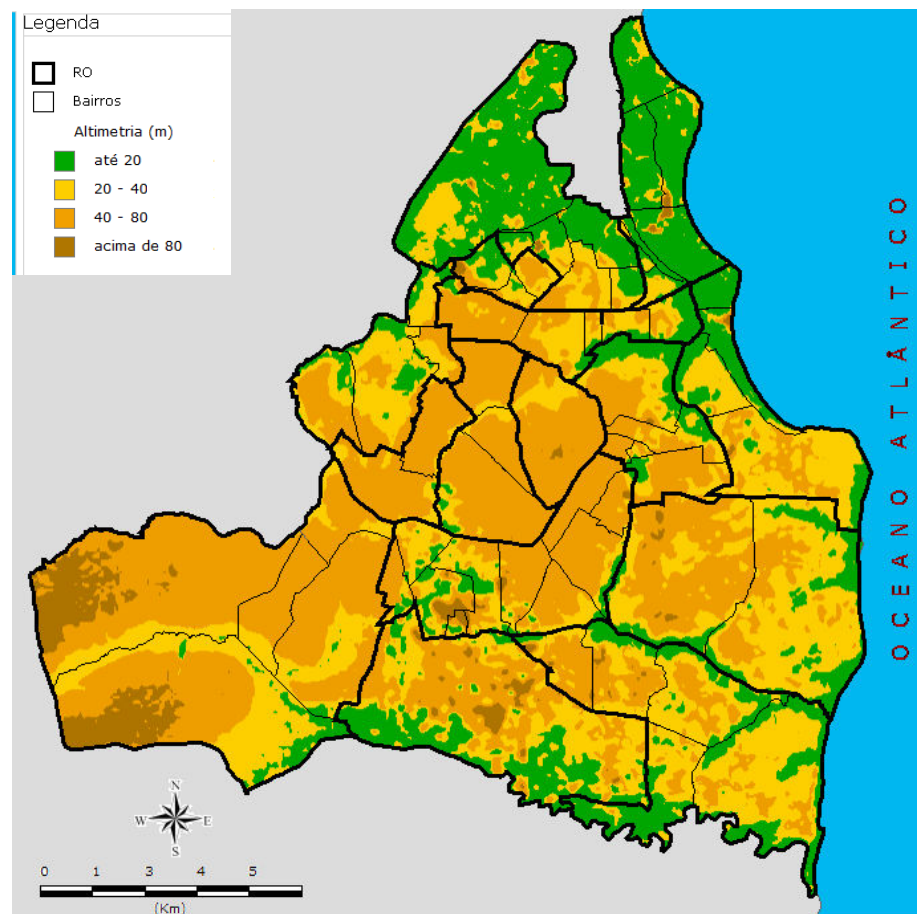 Legenda
RO
Bairros
Altimetria (m)
até 20
20 - 40
40 - 80
acima de 80
OCEANO ATLÂNTICO
N
W E
S
0 1 2 3 4 5
(Km)